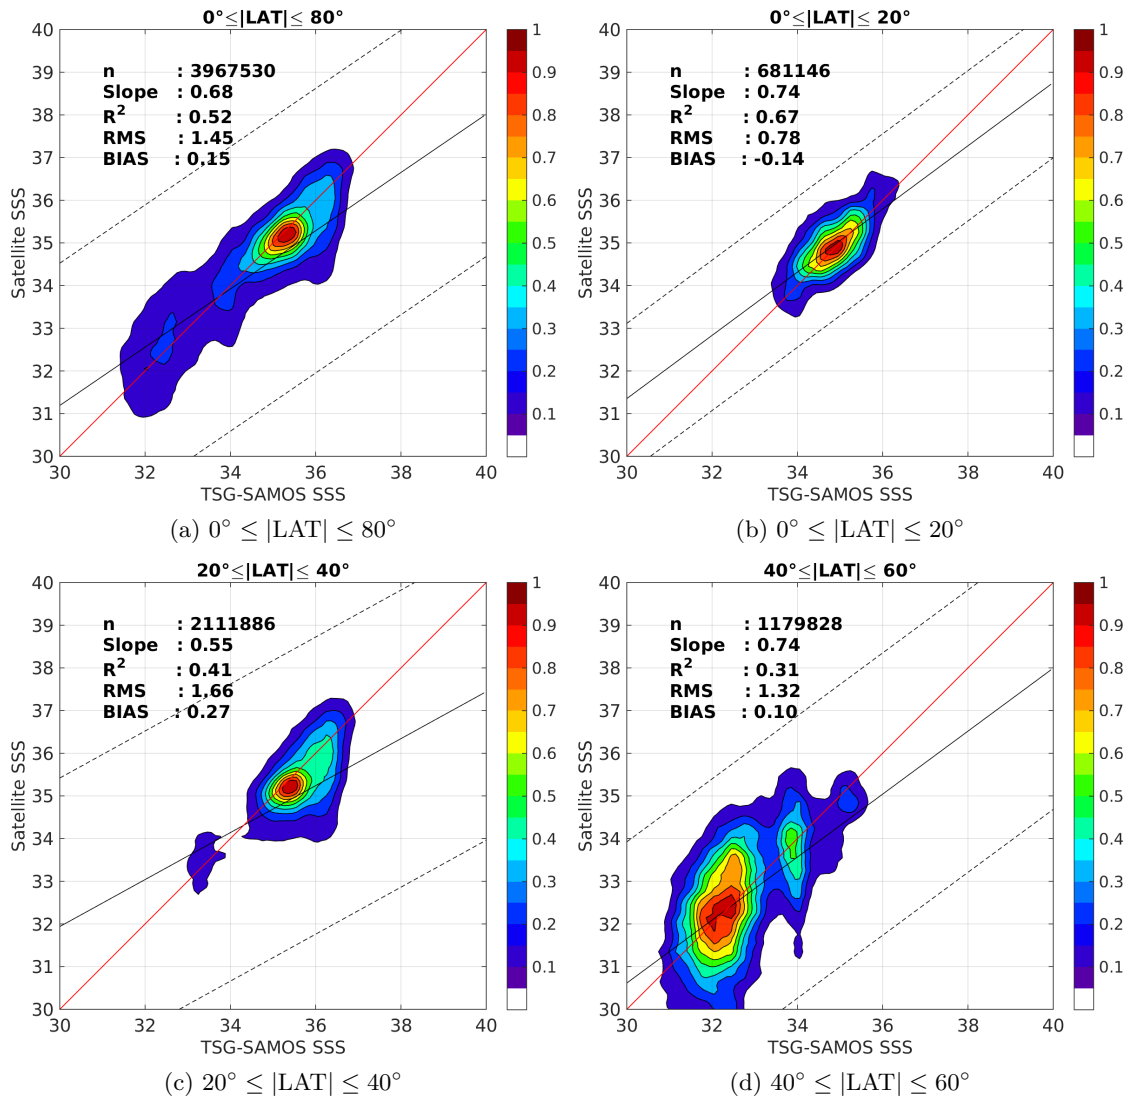 0°≤|LAT|≤ 80°
n : 3967530
Slope : 0.68
R² : 0.52
RMS : 1.45
BIAS : 0.15
40
39
38
37
36
35
34
33
32
31
30
30 32 34 36 38 40
Satellite SSS
TSG-SAMOS SSS
1
0.9
0.8
0.7
0.6
0.5
0.4
0.3
0.2
0.1
(a) 0° ≤ |LAT| ≤ 80°
0°≤|LAT|≤ 20°
n : 681146
Slope : 0.74
R² : 0.67
RMS : 0.78
BIAS : -0.14
40
39
38
37
36
35
34
33
32
31
30
30 32 34 36 38 40
Satellite SSS
TSG-SAMOS SSS
1
0.9
0.8
0.7
0.6
0.5
0.4
0.3
0.2
0.1
(b) 0° ≤ |LAT| ≤ 20°
20°≤|LAT|≤ 40°
n : 2111886
Slope : 0.55
R² : 0.41
RMS : 1.66
BIAS : 0.27
40
39
38
37
36
35
34
33
32
31
30
30 32 34 36 38 40
Satellite SSS
TSG-SAMOS SSS
1
0.9
0.8
0.7
0.6
0.5
0.4
0.3
0.2
0.1
(c) 20° ≤ |LAT| ≤ 40°
40°≤|LAT|≤ 60°
n : 1179828
Slope : 0.74
R² : 0.31
RMS : 1.32
BIAS : 0.10
40
39
38
37
36
35
34
33
32
31
30
30 32 34 36 38 40
Satellite SSS
TSG-SAMOS SSS
1
0.9
0.8
0.7
0.6
0.5
0.4
0.3
0.2
0.1
(d) 40° ≤ |LAT| ≤ 60°